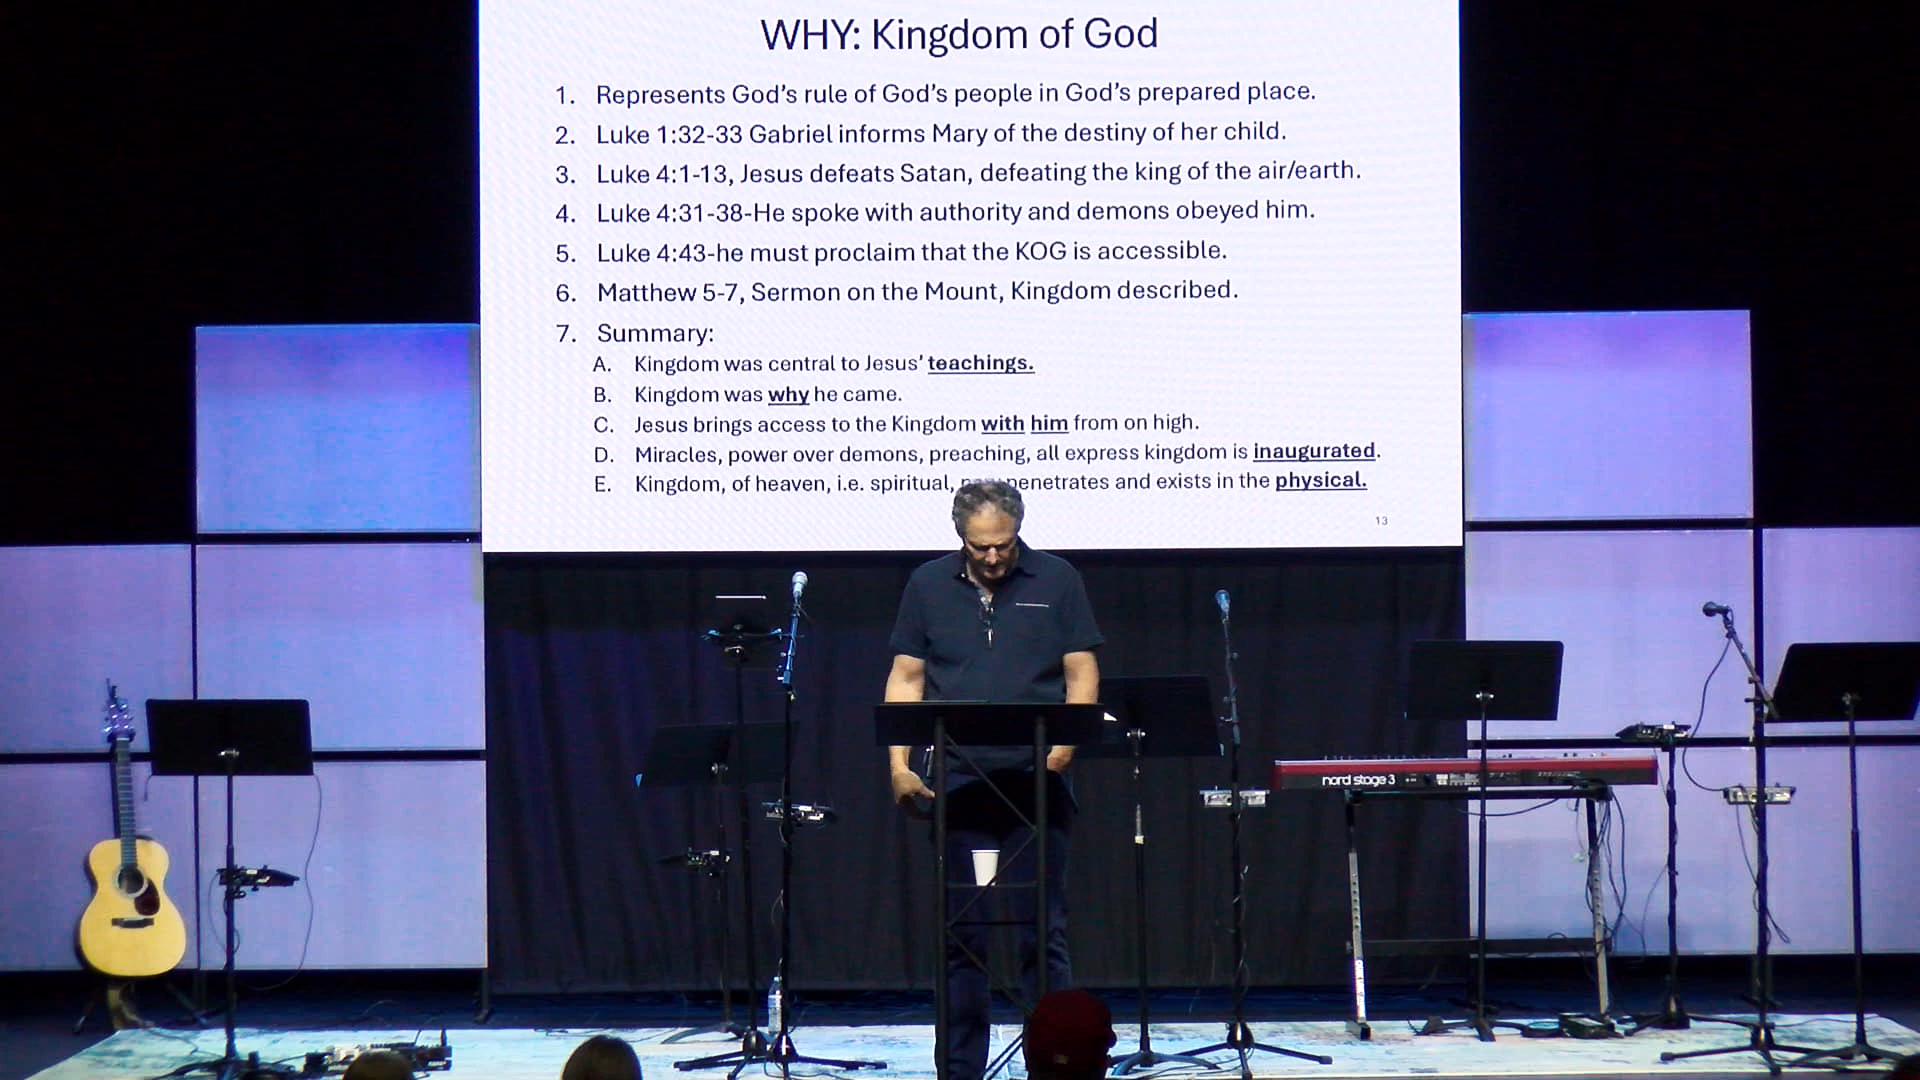 WHY: Kingdom of God
1. Represents God's rule of God's people in God's prepared place.
2. Luke 1:32-33 Gabriel informs Mary of the destiny of her child.
3. Luke 4:1-13, Jesus defeats Satan, defeating the king of the air/earth.
4. Luke 4:31-38-He spoke with authority and demons obeyed him.
5. Luke 4:43-he must proclaim that the KOG is accessible.
6. Matthew 5-7, Sermon on the Mount, Kingdom described.
7. Summary:
A. Kingdom was central to Jesus' teachings.
B. Kingdom was why he came.
C. Jesus brings access to the Kingdom with him from on high.
D. Miracles, power over demons, preaching, all express kingdom is inaugurated.
E. Kingdom, of heaven, i.e. spiritual, penetrates and exists in the physical.
13
nord stage 3